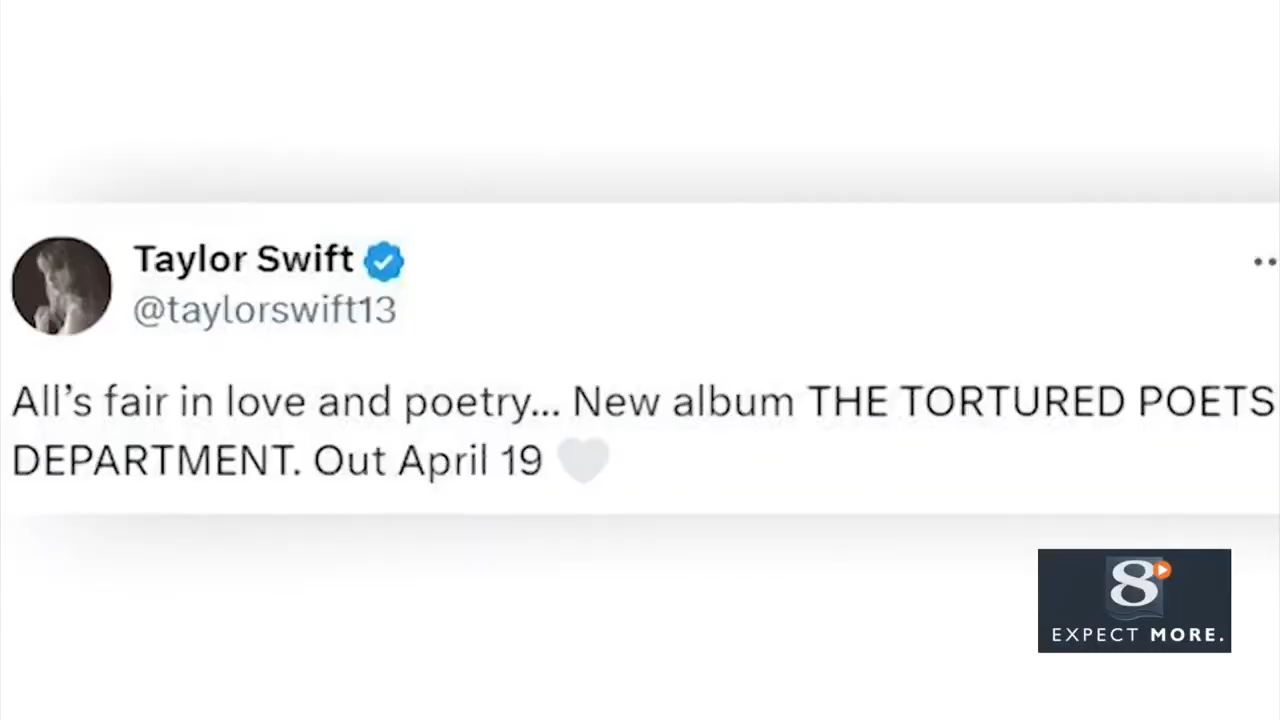 Taylor Swift
@taylorswift13
All’s fair in love and poetry... New album THE TORTURED POETS
DEPARTMENT. Out April 19
8
EXPECT MORE.